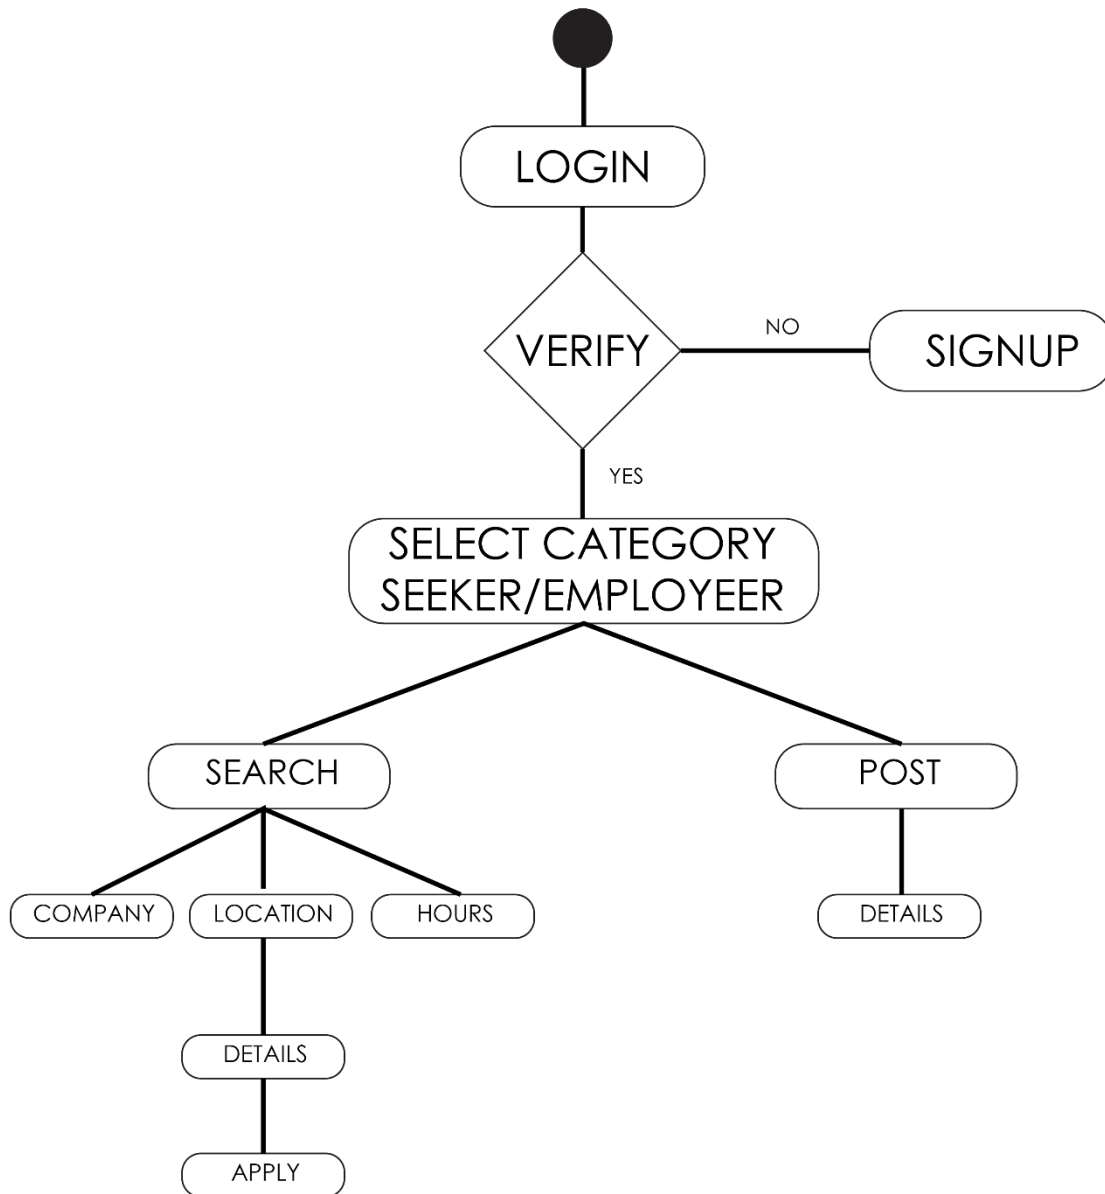 LOGIN
VERIFY
NO
SIGNUP
YES
SELECT CATEGORY
SEEKER/EMPLOYEER
SEARCH
POST
COMPANY
LOCATION
HOURS
DETAILS
DETAILS
APPLY